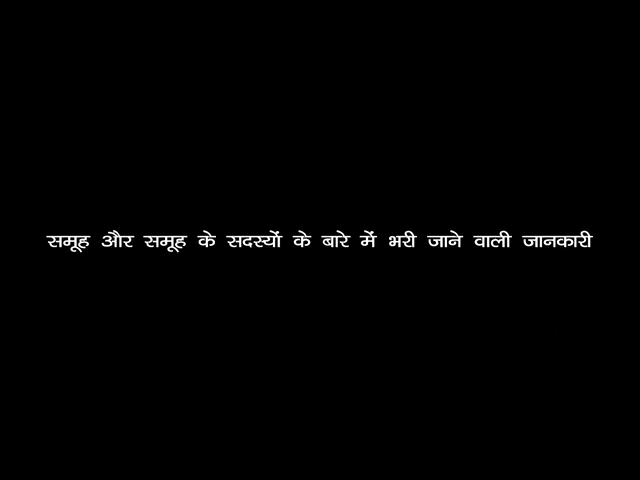 समूह और समूह के सदस्यों के बारे में भरी जाने वाली जानकारी